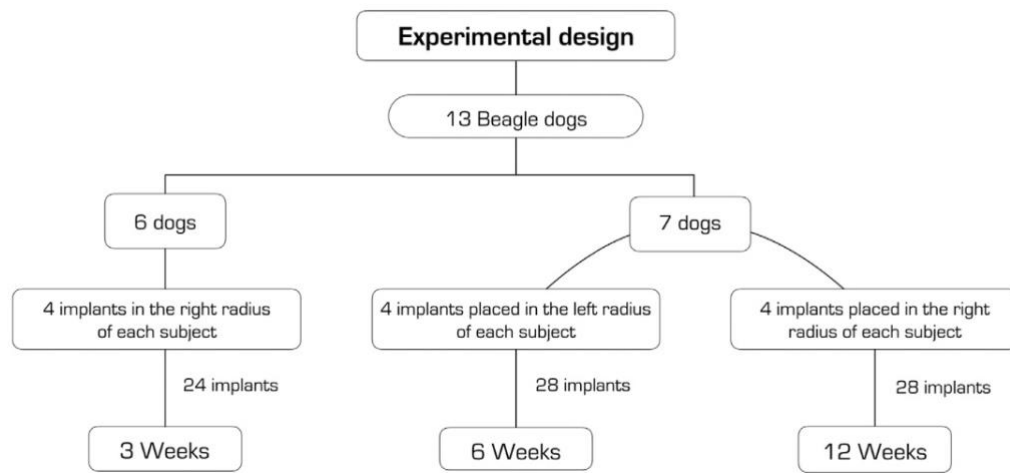 Experimental design
13 Beagle dogs
6 dogs
7 dogs
4 implants in the right radius
of each subject
4 implants placed in the left radius
of each subject
4 implants placed in the right
radius of each subject
24 implants
28 implants
28 implants
3 Weeks
6 Weeks
12 Weeks